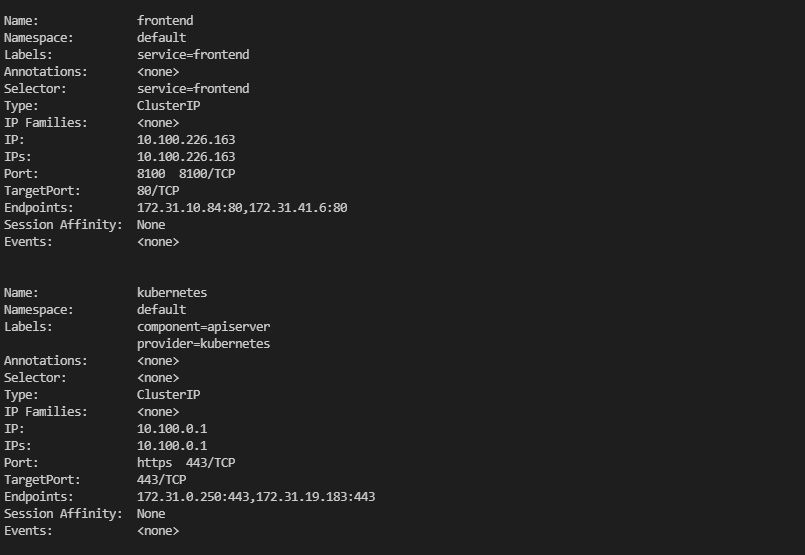 Name:              frontend
Namespace:         default
Labels:            service=frontend
Annotations:       <none>
Selector:          service=frontend
Type:              ClusterIP
IP Families:       <none>
IP:                10.100.226.163
IPs:               10.100.226.163
Port:              8100  8100/TCP
TargetPort:        80/TCP
Endpoints:         172.31.10.84:80,172.31.41.6:80
Session Affinity:  None
Events:            <none>

Name:              kubernetes
Namespace:         default
Labels:            component=apiserver
                   provider=kubernetes
Annotations:       <none>
Selector:          <none>
Type:              ClusterIP
IP Families:       <none>
IP:                10.100.0.1
IPs:               10.100.0.1
Port:              https  443/TCP
TargetPort:        443/TCP
Endpoints:         172.31.0.250:443,172.31.19.183:443
Session Affinity:  None
Events:            <none>